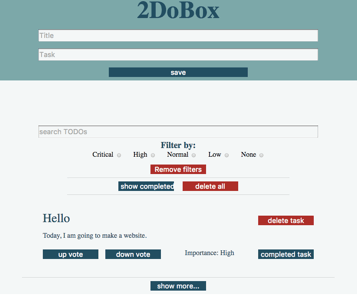 2DoBox
Title
Task
save
search TODOs
Filter by:
Critical High Normal Low None
Remove filters
show completed delete all
Hello delete task
Today, I am going to make a website.
up vote down vote Importance: High completed task
show more...